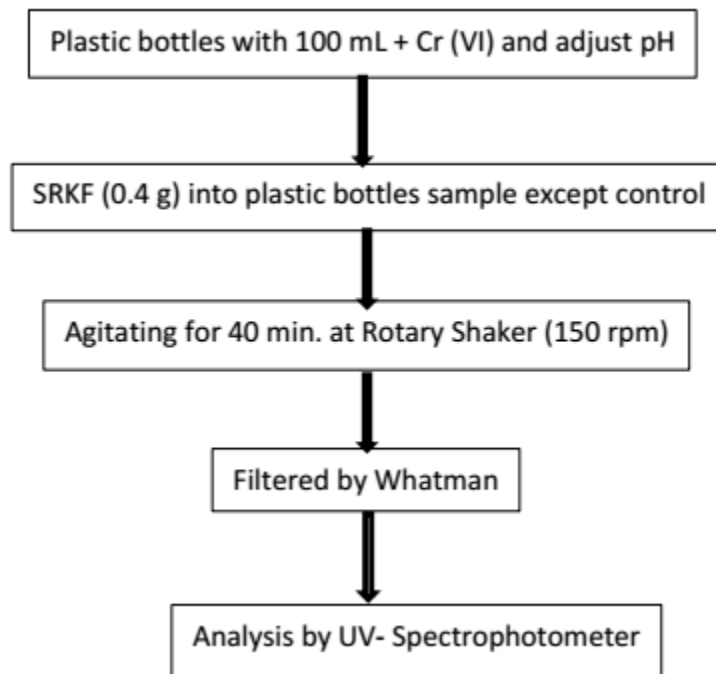 Plastic bottles with 100 mL + Cr (VI) and adjust pH
SRKF (0.4 g) into plastic bottles sample except control
Agitating for 40 min. at Rotary Shaker (150 rpm)
Filtered by Whatman
Analysis by UV- Spectrophotometer